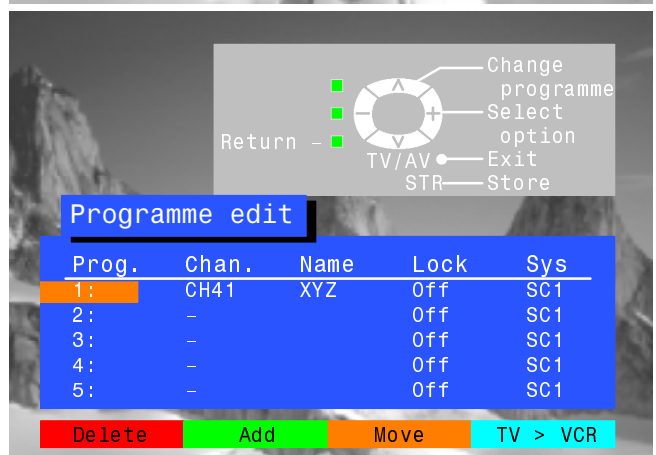 Change
programme
Select
option
Return –
TV/AV
Exit
STR
Store
Programme edit
Prog. Chan. Name Lock Sys
1: CH41 XYZ Off SC1
2: – Off SC1
3: – Off SC1
4: – Off SC1
5: – Off SC1
Delete Add Move TV > VCR